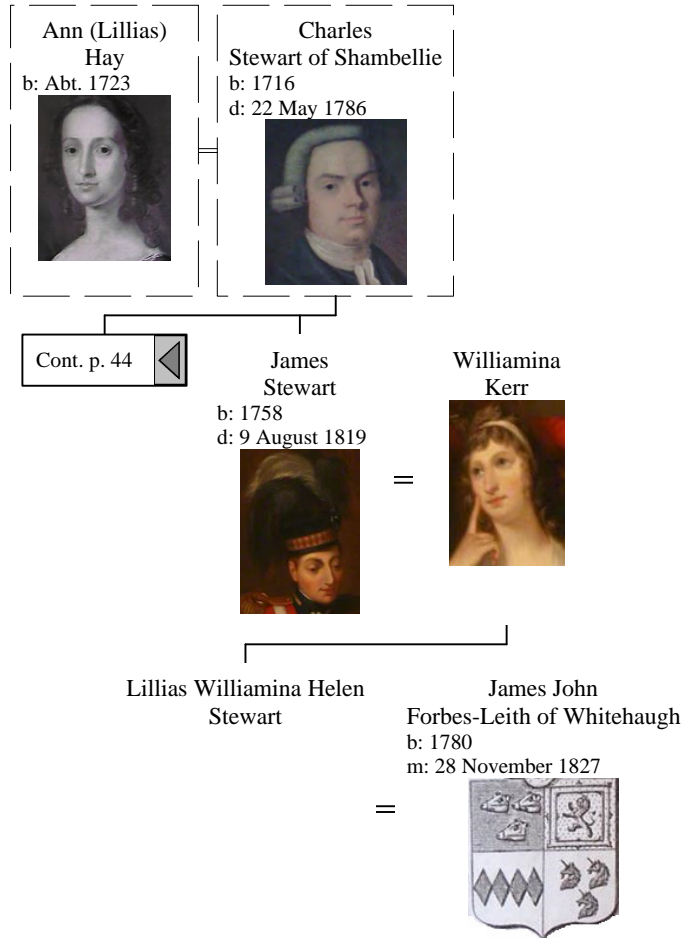 Ann (Lillias)
Hay
b: Abt. 1723
Charles
Stewart of Shambellie
b: 1716
d: 22 May 1786
Cont. p. 44
James
Stewart
b: 1758
d: 9 August 1819
=
Williamina
Kerr
Lillias Williamina Helen
Stewart
=
James John
Forbes-Leith of Whitehaugh
b: 1780
m: 28 November 1827